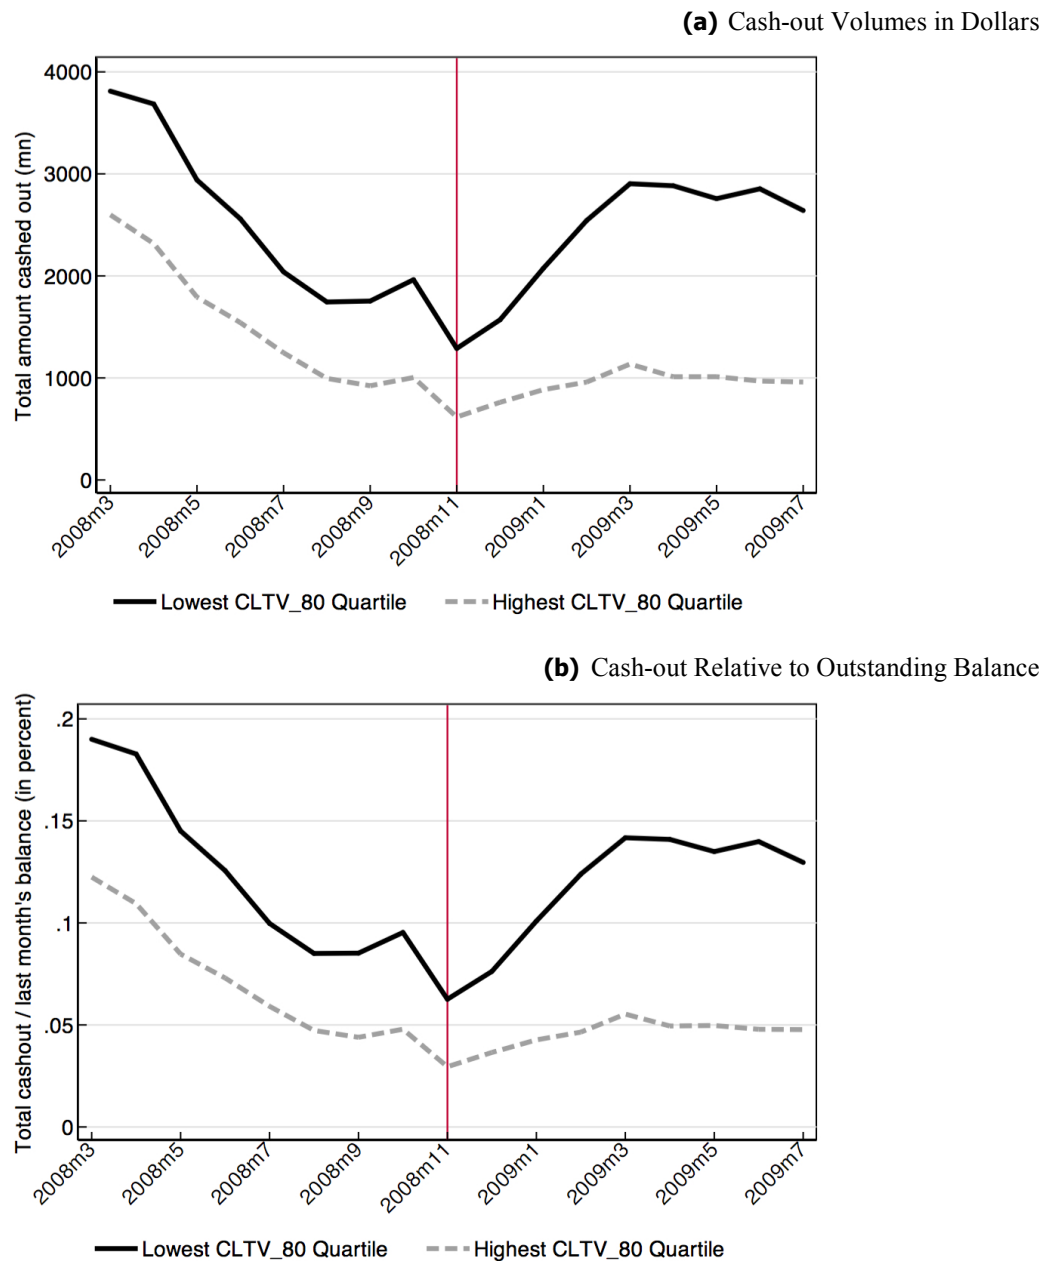 (a) Cash-out Volumes in Dollars
Total amount cashed out (mn)
4000
3000
2000
1000
0
2008m3
2008m5
2008m7
2008m9
2008m11
2009m1
2009m3
2009m5
2009m7
Lowest CLTV_80 Quartile
Highest CLTV_80 Quartile
(b) Cash-out Relative to Outstanding Balance
Total cashout / last month's balance (in percent)
.2
.15
.1
.05
0
2008m3
2008m5
2008m7
2008m9
2008m11
2009m1
2009m3
2009m5
2009m7
Lowest CLTV_80 Quartile
Highest CLTV_80 Quartile